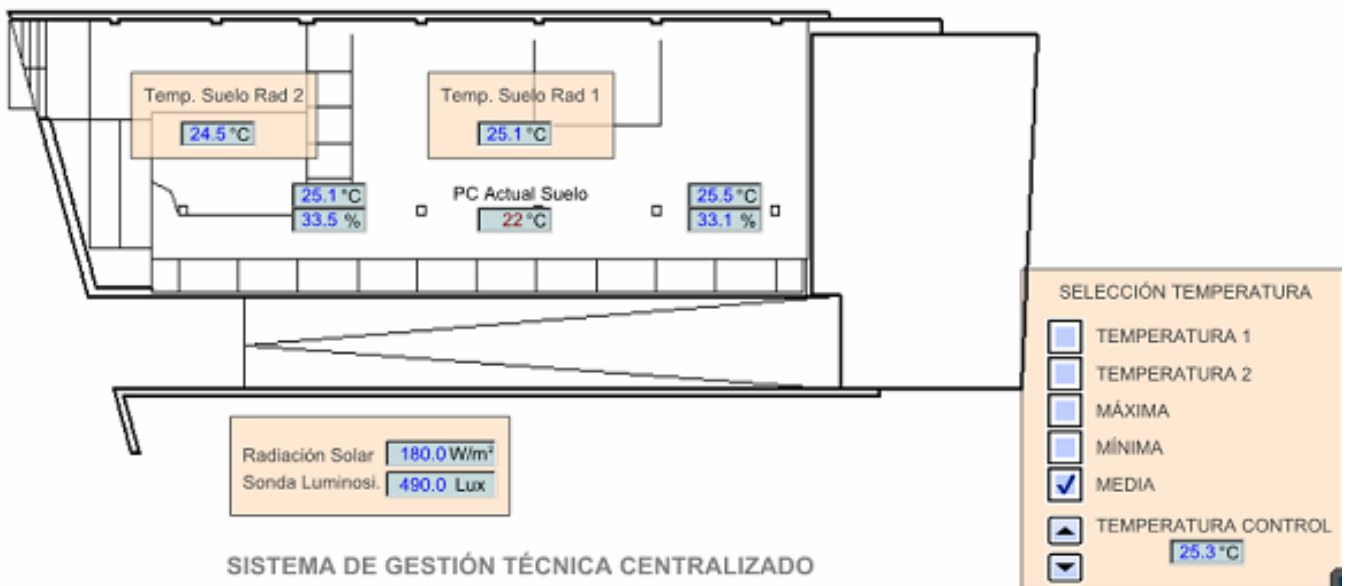 Temp. Suelo Rad 2
24.5 °C
Temp. Suelo Rad 1
25.1 °C
25.1 °C
33.5 %
PC Actual Suelo
22 °C
25.5 °C
33.1 %
SELECCIÓN TEMPERATURA
TEMPERATURA 1
TEMPERATURA 2
MÁXIMA
MÍNIMA
MEDIA
TEMPERATURA CONTROL
25.3 °C
Radiación Solar 180.0 W/m²
Sonda Luminosi. 490.0 Lux
SISTEMA DE GESTIÓN TÉCNICA CENTRALIZADO